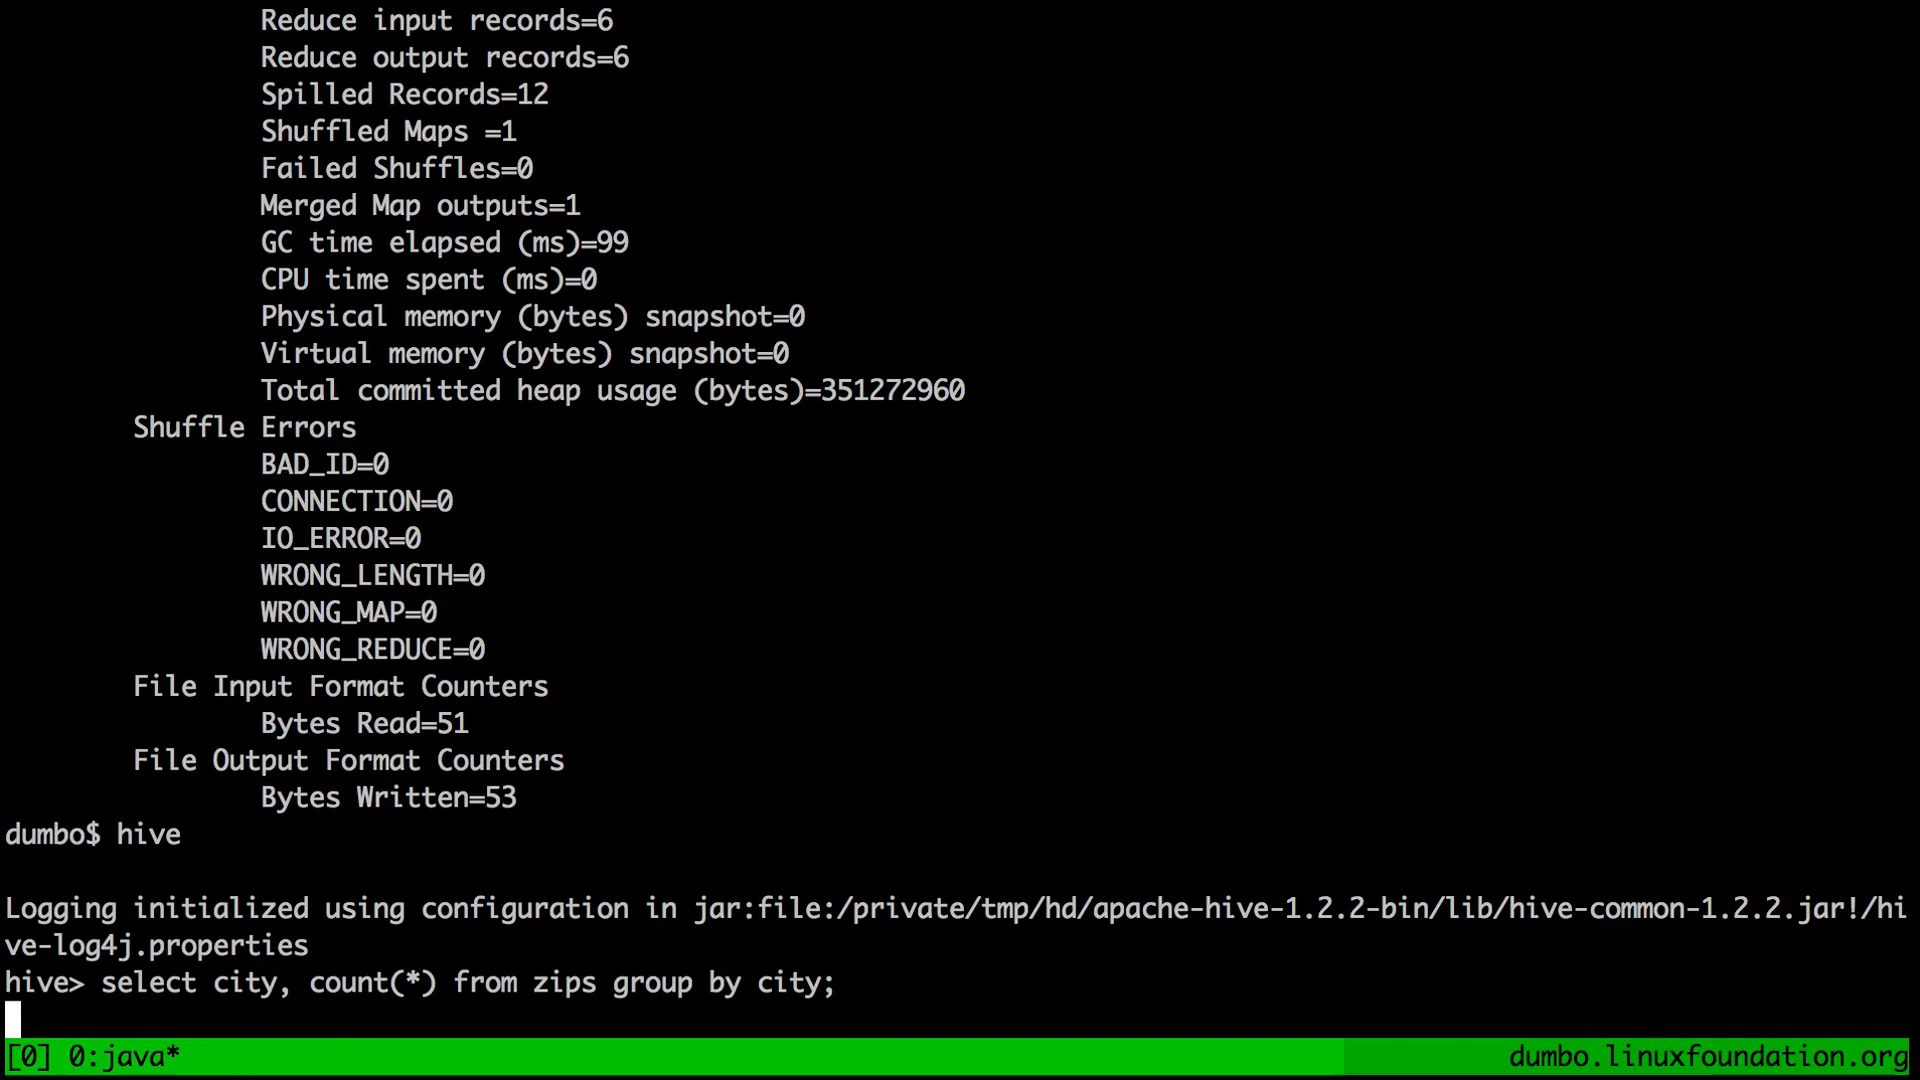 Reduce input records=6
Reduce output records=6
Spilled Records=12
Shuffled Maps =1
Failed Shuffles=0
Merged Map outputs=1
GC time elapsed (ms)=99
CPU time spent (ms)=0
Physical memory (bytes) snapshot=0
Virtual memory (bytes) snapshot=0
Total committed heap usage (bytes)=351272960
Shuffle Errors
BAD_ID=0
CONNECTION=0
IO_ERROR=0
WRONG_LENGTH=0
WRONG_MAP=0
WRONG_REDUCE=0
File Input Format Counters
Bytes Read=51
File Output Format Counters
Bytes Written=53
dumbo$ hive
Logging initialized using configuration in jar:file:/private/tmp/hd/apache-hive-1.2.2-bin/lib/hive-common-1.2.2.jar!/hi
ve-log4j.properties
hive> select city, count(*) from zips group by city;
[0] 0:java* dumbo.linuxfoundation.org